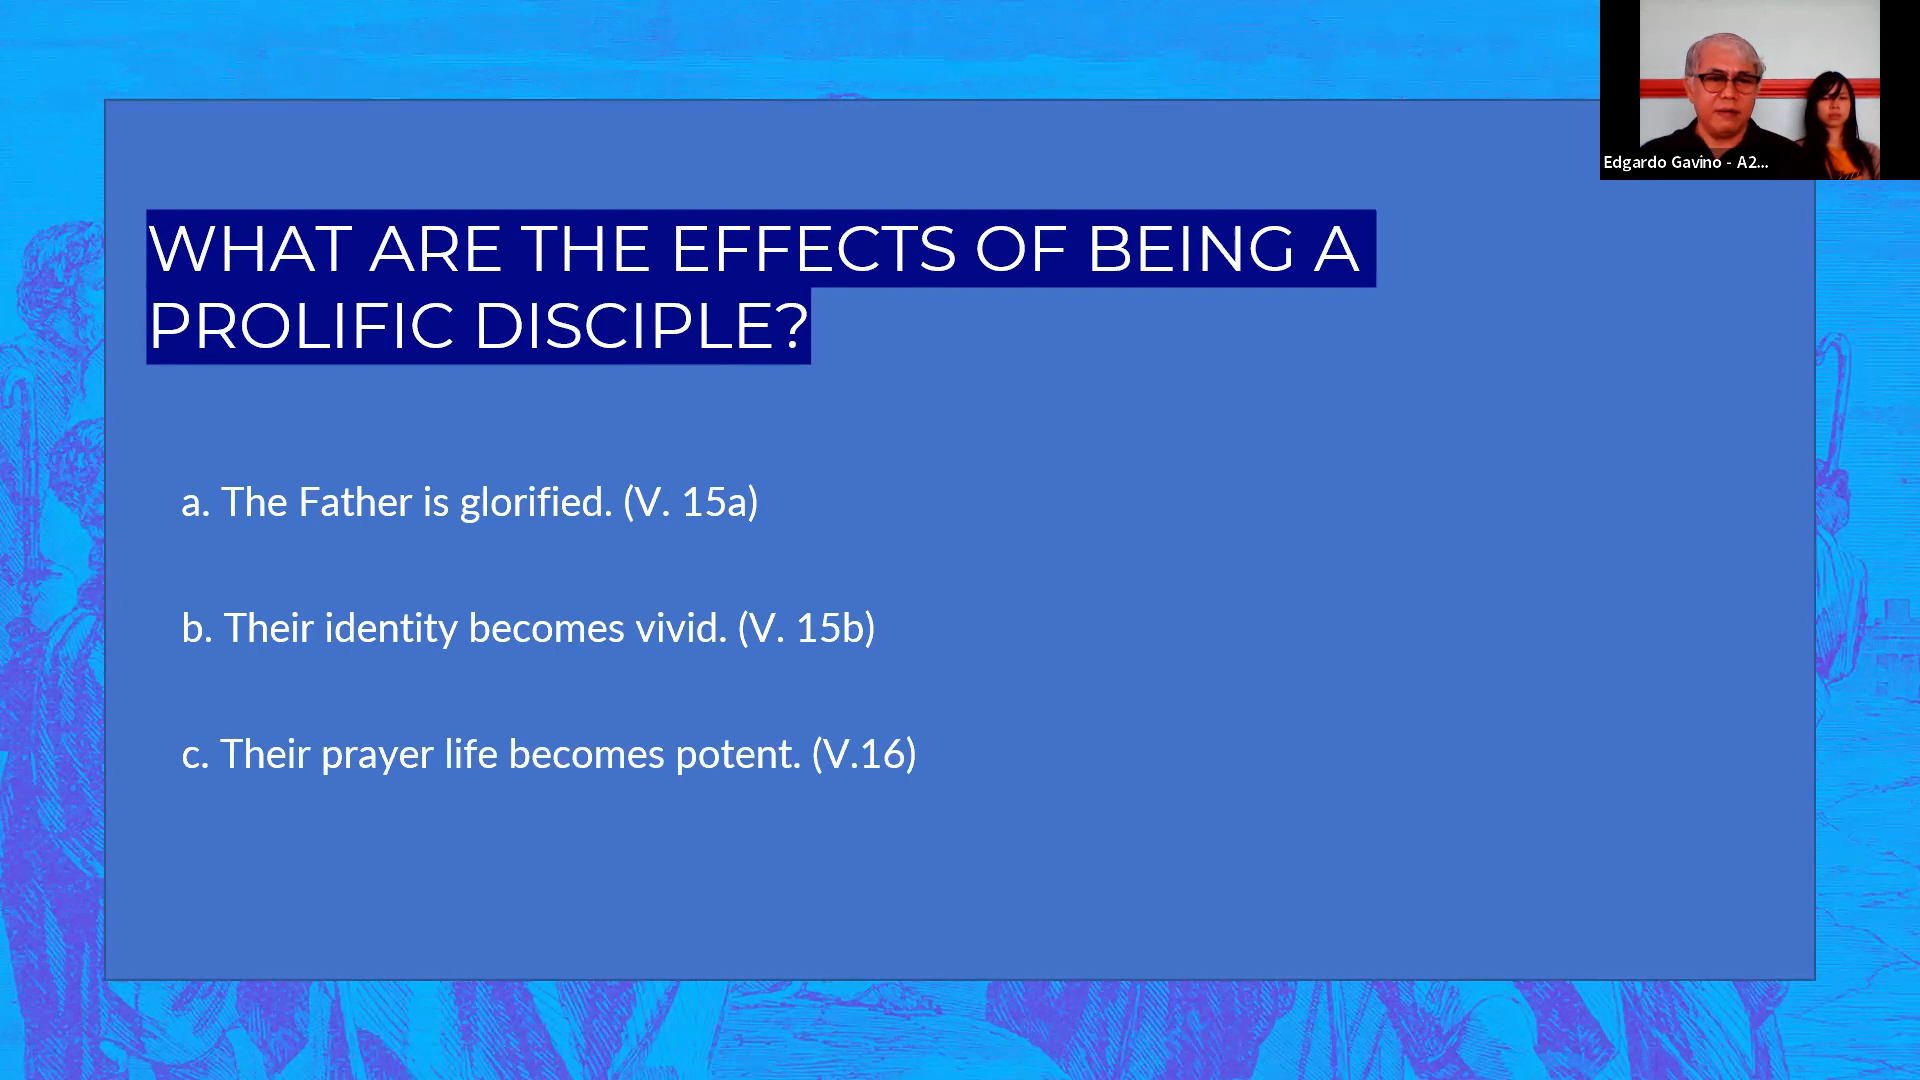 WHAT ARE THE EFFECTS OF BEING A
PROLIFIC DISCIPLE?
a. The Father is glorified. (V. 15a)
b. Their identity becomes vivid. (V. 15b)
c. Their prayer life becomes potent. (V.16)
Edgardo Gavino - A2...